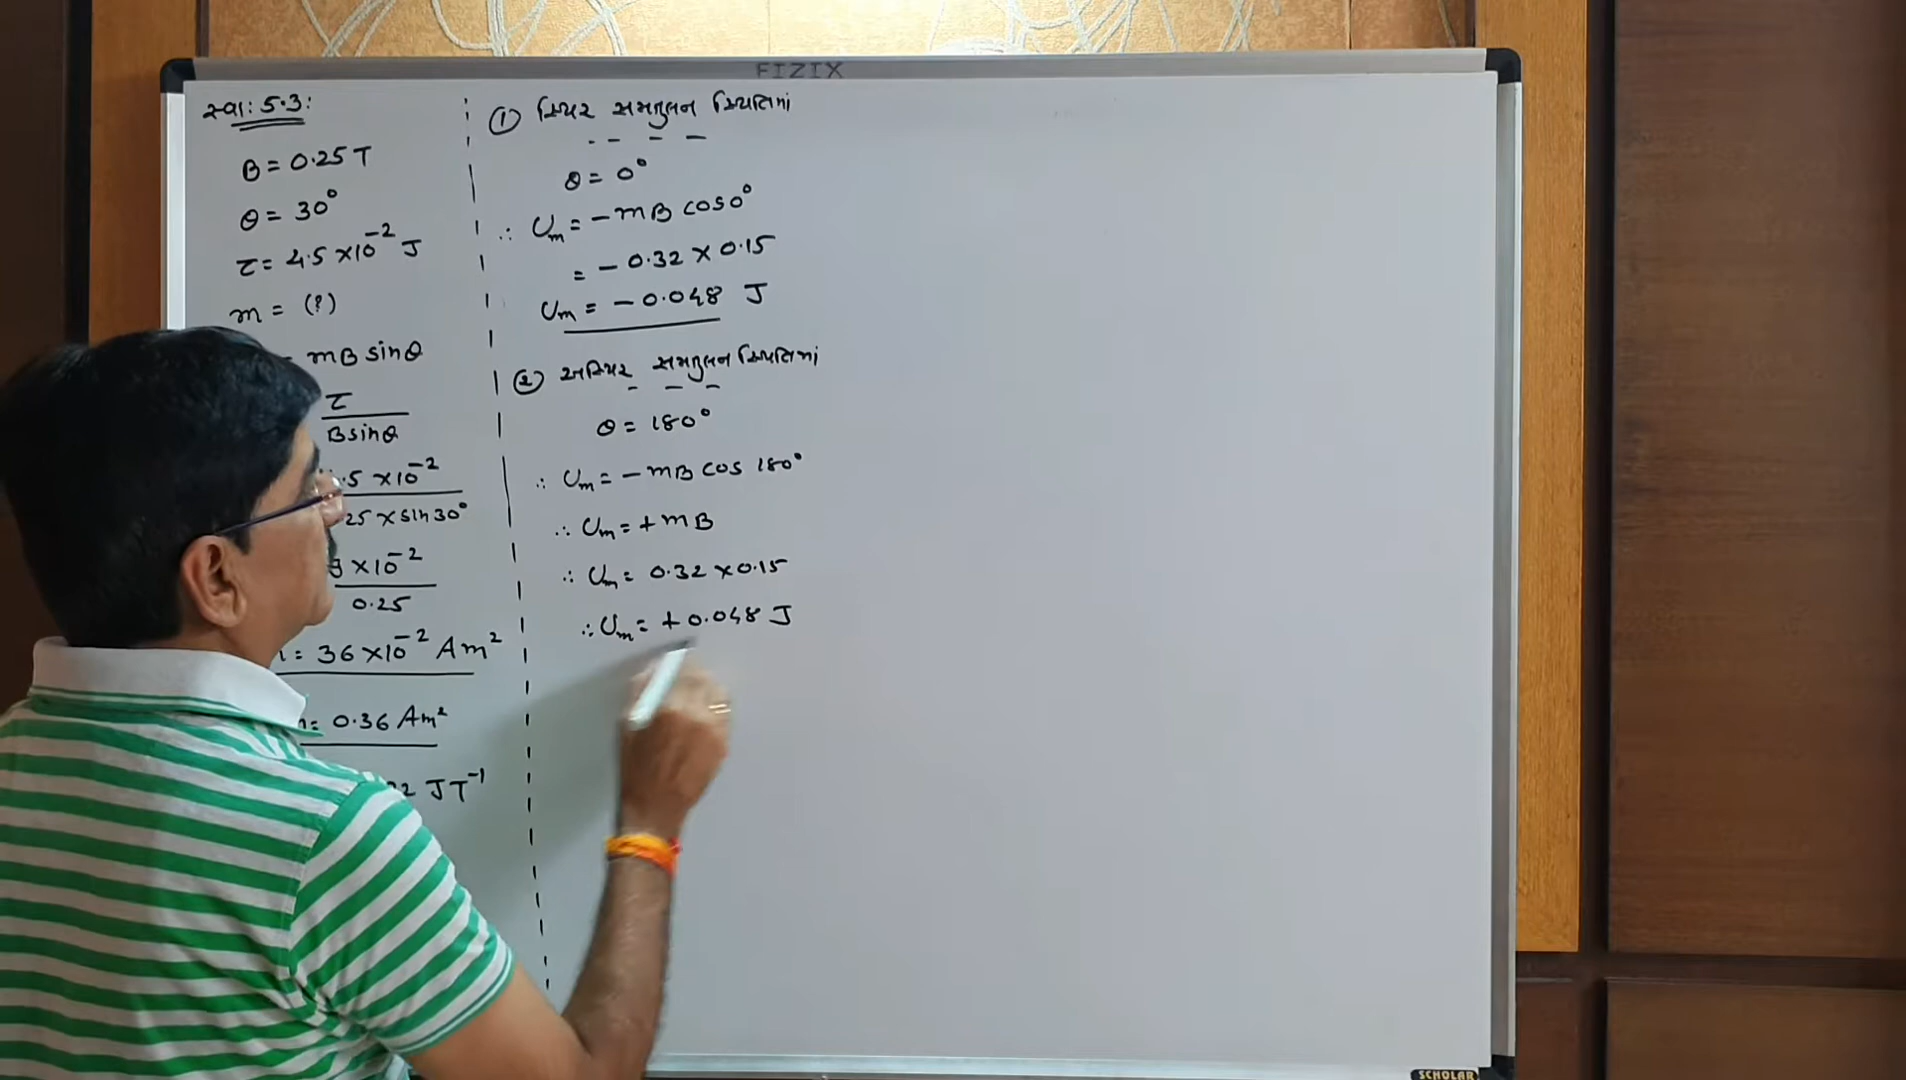 FIZIX
સ્વા: 5.3:
B = 0.25 T
θ = 30°
τ = 4.5 × 10⁻² J
m = (?)
mB sinθ
τ
B sinθ
.5 × 10⁻²
25 × sin 30°
× 10⁻²
0.25
= 36 × 10⁻² A m²
= 0.36 Am²
J T⁻¹
① સ્થિર સમતુલન સ્થિતિમાં
θ = 0°
∴ Uₘ = – mB cos 0°
= – 0.32 × 0.15
Uₘ = – 0.048 J
② અસ્થિર સમતુલન સ્થિતિમાં
θ = 180°
∴ Uₘ = – mB cos 180°
∴ Uₘ = + mB
∴ Uₘ = 0.32 × 0.15
∴ Uₘ = + 0.048 J
SCHOLAR